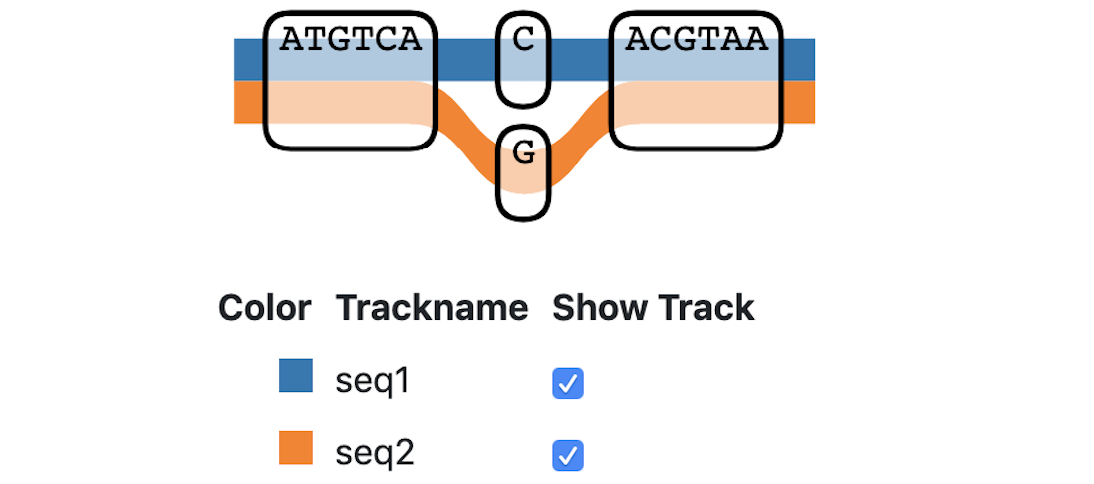 ATGTCA C ACGTAA
G
Color Trackname Show Track
seq1
seq2